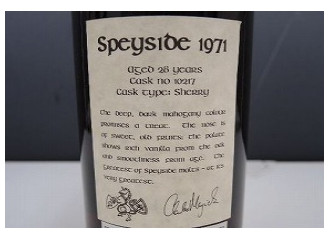 Speyside 1971
Aged 28 years
Cask no 10217
Cask type: Sherry
The deep, dark mahogany colour
promises a treat. The nose is
of sweet, old fruits; the palate
shows rich vanilla from the oak
and smoothness from age. The
greatest of Speyside malts - at its
very greatest.